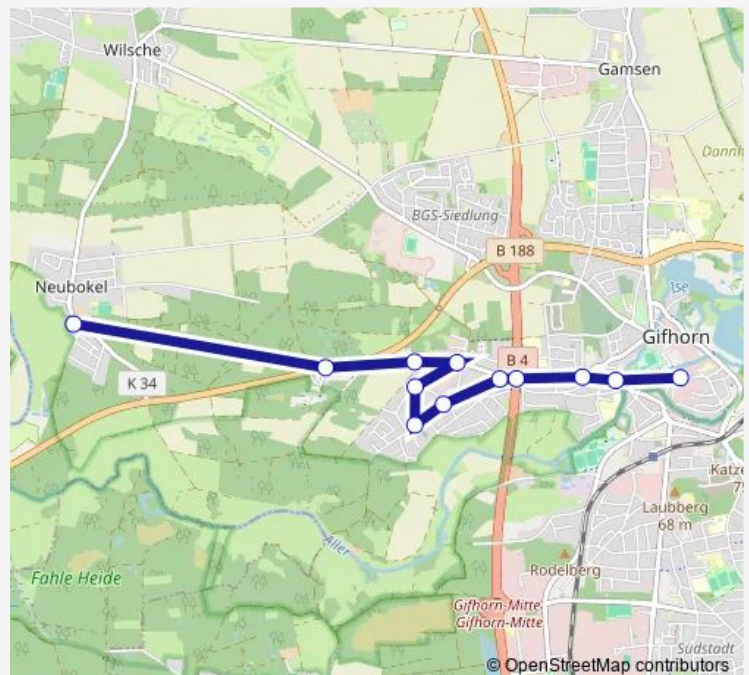 Wilsche
Gamsen
BGS-Siedlung
B 188
Neubokel
Ise
Gifhorn
B 4
K 34
Laubberg
68 m
Aller
Rodelberg
Fahle Heide
Gifhorn-Mitte
Gifhorn-Mitte
Südstadt
© OpenStreetMap contributors